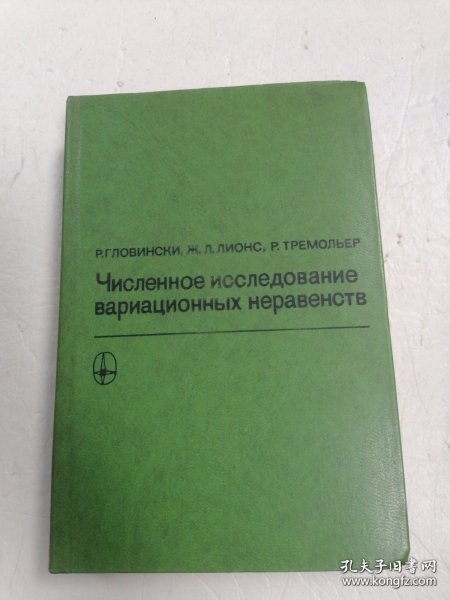 Р. ГЛОВИНСКИ, Ж. Л. ЛИОНС, Р. ТРЕМОЛЬЕР
Численное исследование
вариационных неравенств
孔夫子旧书网
www.kongfz.com